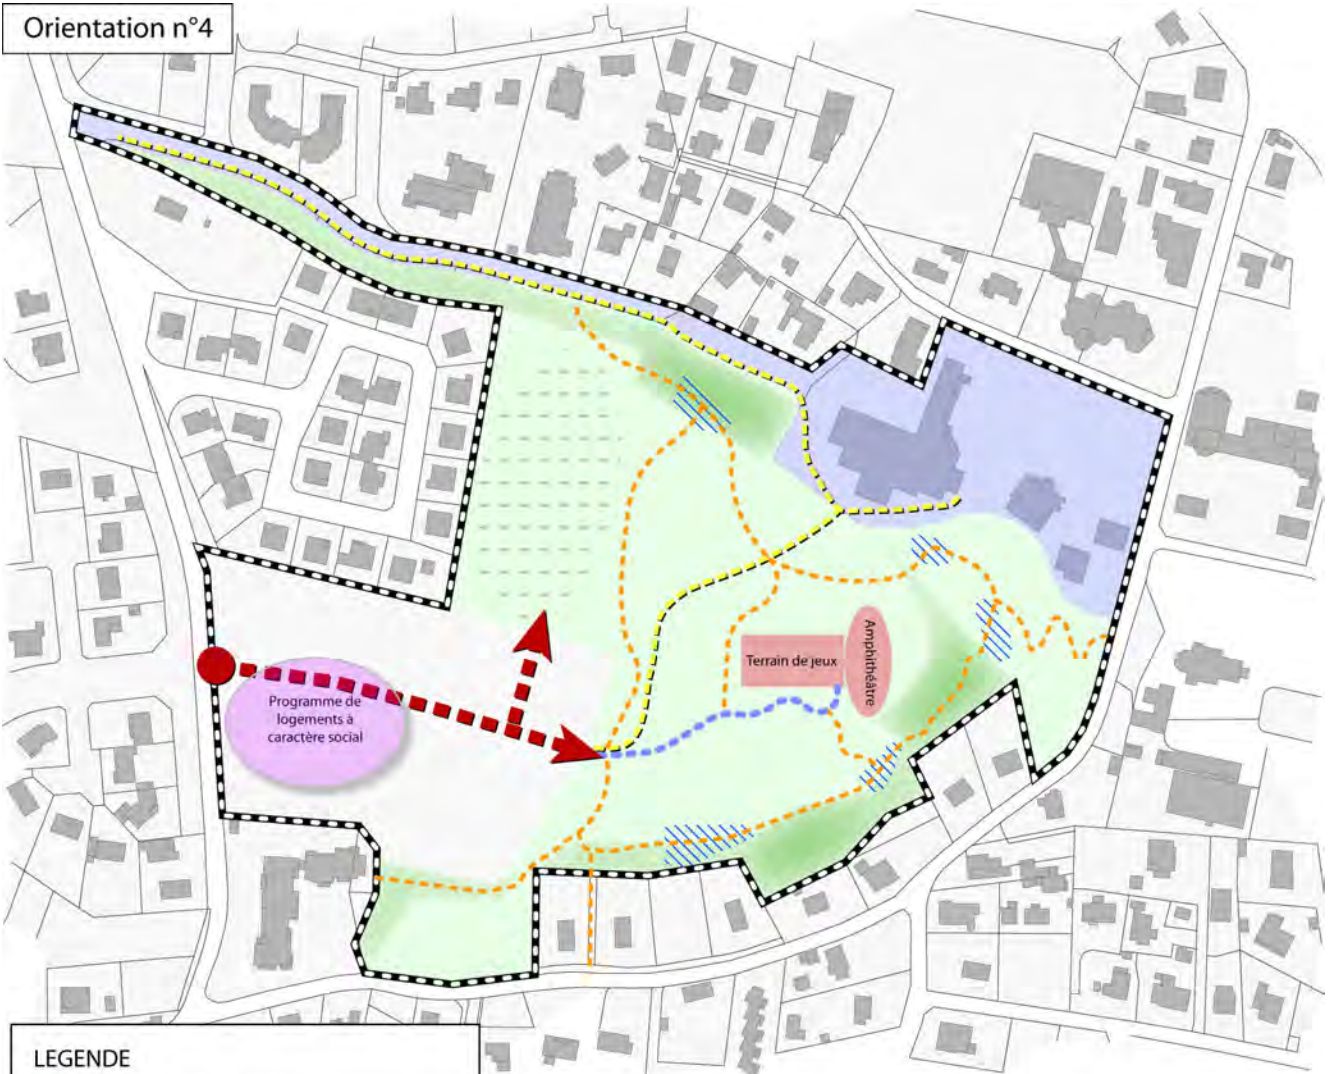 Orientation n°4
Terrain de jeux
Amphithéâtre
Programme de
logements à
caractère social
LEGENDE